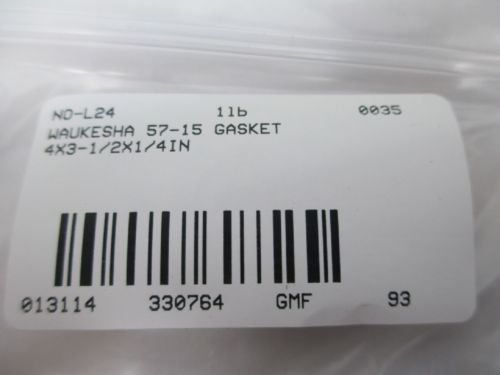 NO-L24 1lb 0035
WAUKESHA 57-15 GASKET
4X3-1/2X1/4IN
013114 330764 GMF 93